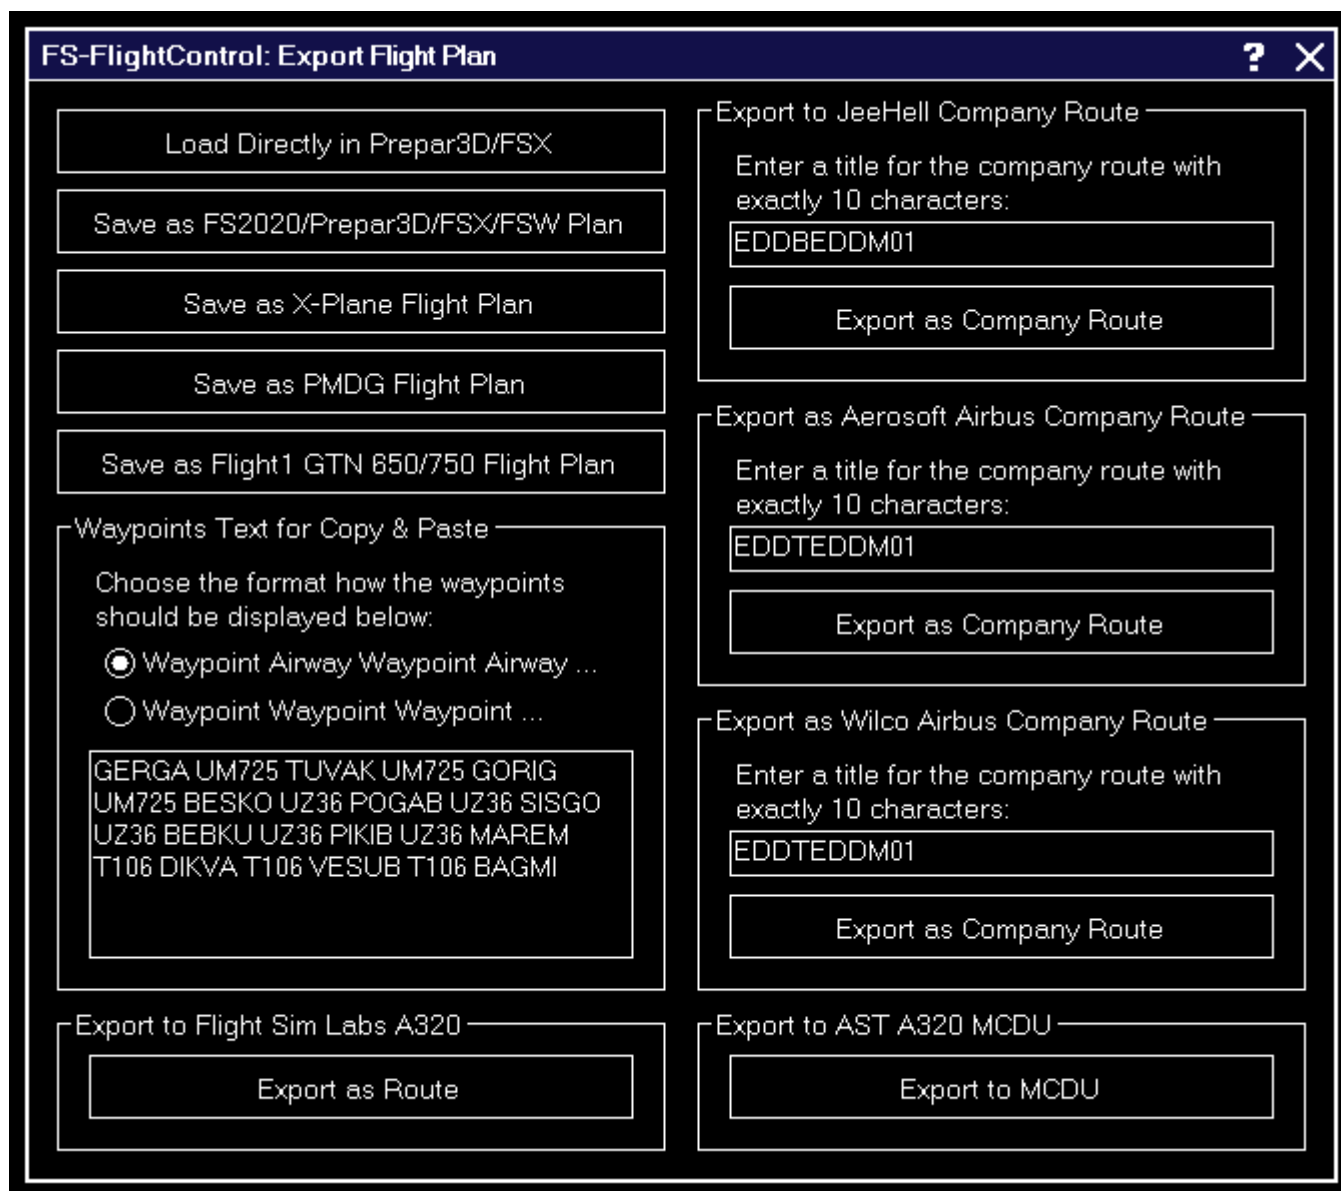 FS-FlightControl: Export Flight Plan
?
Load Directly in Prepar3D/FSX
Save as FS2020/Prepar3D/FSX/FSW Plan
Save as X-Plane Flight Plan
Save as PMDG Flight Plan
Save as Flight1 GTN 650/750 Flight Plan
Waypoints Text for Copy & Paste
Choose the format how the waypoints
should be displayed below:
Waypoint Airway Waypoint Airway ...
Waypoint Waypoint Waypoint ...
GERGA UM725 TUVAK UM725 GORIG
UM725 BESKO UZ36 POGAB UZ36 SISGO
UZ36 BEBKU UZ36 PIKIB UZ36 MAREM
T106 DIKVA T106 VESUB T106 BAGMI
Export to Flight Sim Labs A320
Export as Route
Export to JeeHell Company Route
Enter a title for the company route with
exactly 10 characters:
EDDBEDDM01
Export as Company Route
Export as Aerosoft Airbus Company Route
Enter a title for the company route with
exactly 10 characters:
EDDTEDDM01
Export as Company Route
Export as Wilco Airbus Company Route
Enter a title for the company route with
exactly 10 characters:
EDDTEDDM01
Export as Company Route
Export to AST A320 MCDU
Export to MCDU